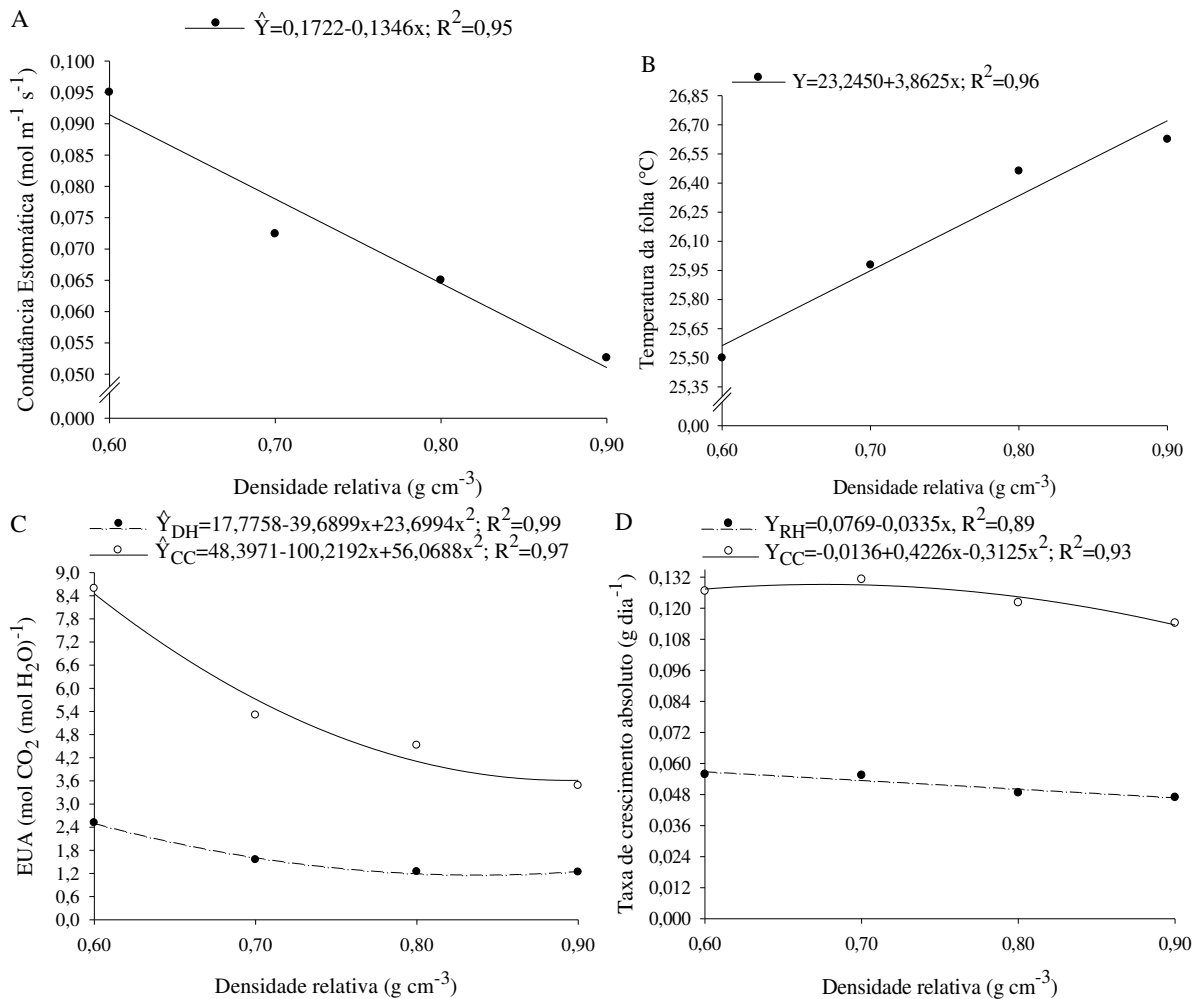 A
Ŷ=0,1722-0,1346x; R²=0,95
Condutância Estomática (mol m⁻¹ s⁻¹)
0,100
0,095
0,090
0,085
0,080
0,075
0,070
0,065
0,060
0,055
0,050
0,000
0,60 0,70 0,80 0,90
Densidade relativa (g cm⁻³)
B
Y=23,2450+3,8625x; R²=0,96
Temperatura da folha (°C)
26,85
26,70
26,55
26,40
26,25
26,10
25,95
25,80
25,65
25,50
25,35
0,00
0,60 0,70 0,80 0,90
Densidade relativa (g cm⁻³)
C
Ŷ_DH=17,7758-39,6899x+23,6994x²; R²=0,99
Ŷ_CC=48,3971-100,2192x+56,0688x²; R²=0,97
EUA (mol CO₂ (mol H₂O)⁻¹)
9,0
8,4
7,8
7,2
6,6
6,0
5,4
4,8
4,2
3,6
3,0
2,4
1,8
1,2
0,6
0,0
0,60 0,70 0,80 0,90
Densidade relativa (g cm⁻³)
D
Y_RH=0,0769-0,0335x, R²=0,89
Y_CC=-0,0136+0,4226x-0,3125x²; R²=0,93
Taxa de crescimento absoluto (g dia⁻¹)
0,132
0,120
0,108
0,096
0,084
0,072
0,060
0,048
0,036
0,024
0,012
0,000
0,60 0,70 0,80 0,90
Densidade relativa (g cm⁻³)